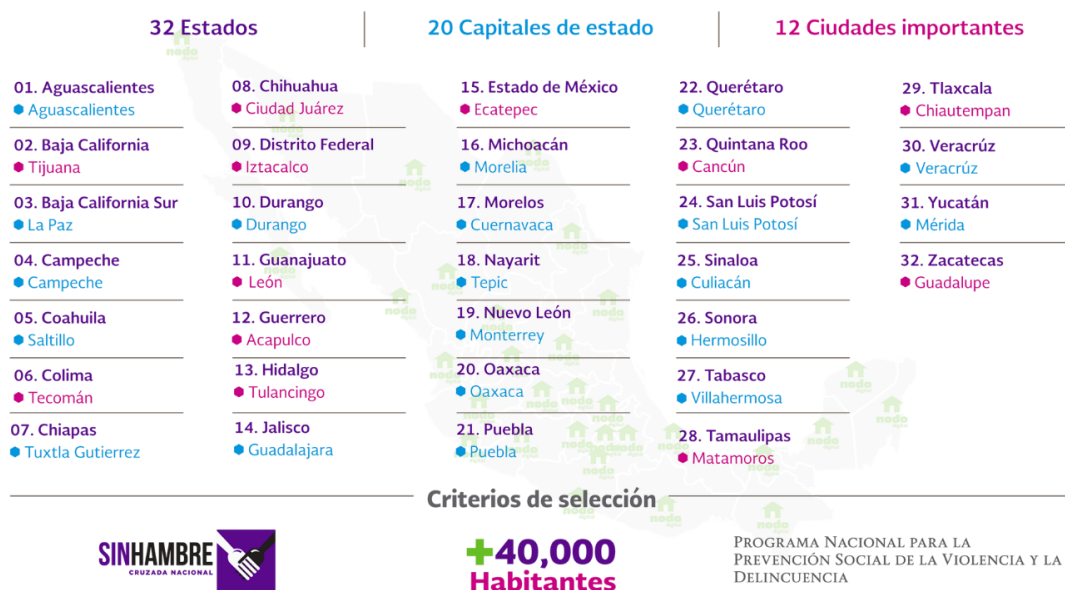 32 Estados
20 Capitales de estado
12 Ciudades importantes
01. Aguascalientes
Aguascalientes
02. Baja California
Tijuana
03. Baja California Sur
La Paz
04. Campeche
Campeche
05. Coahuila
Saltillo
06. Colima
Tecomán
07. Chiapas
Tuxtla Gutierrez
08. Chihuahua
Ciudad Juárez
09. Distrito Federal
Iztacalco
10. Durango
Durango
11. Guanajuato
León
12. Guerrero
Acapulco
13. Hidalgo
Tulancingo
14. Jalisco
Guadalajara
15. Estado de México
Ecatepec
16. Michoacán
Morelia
17. Morelos
Cuernavaca
18. Nayarit
Tepic
19. Nuevo León
Monterrey
20. Oaxaca
Oaxaca
21. Puebla
Puebla
22. Querétaro
Querétaro
23. Quintana Roo
Cancún
24. San Luis Potosí
San Luis Potosí
25. Sinaloa
Culiacán
26. Sonora
Hermosillo
27. Tabasco
Villahermosa
28. Tamaulipas
Matamoros
29. Tlaxcala
Chiautempan
30. Veracrúz
Veracrúz
31. Yucatán
Mérida
32. Zacatecas
Guadalupe
Criterios de selección
SINHAMBRE
CRUZADA NACIONAL
+40,000
Habitantes
PROGRAMA NACIONAL PARA LA
PREVENCIÓN SOCIAL DE LA VIOLENCIA Y LA
DELINCUENCIA